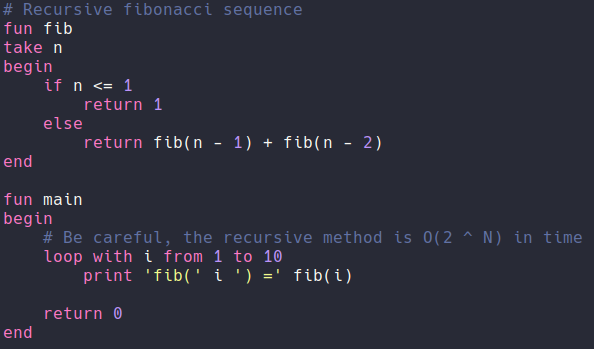 # Recursive fibonacci sequence
fun fib
take n
begin
    if n <= 1
        return 1
    else
        return fib(n - 1) + fib(n - 2)
end

fun main
begin
    # Be careful, the recursive method is O(2 ^ N) in time
    loop with i from 1 to 10
        print 'fib(' i ') =' fib(i)

    return 0
end